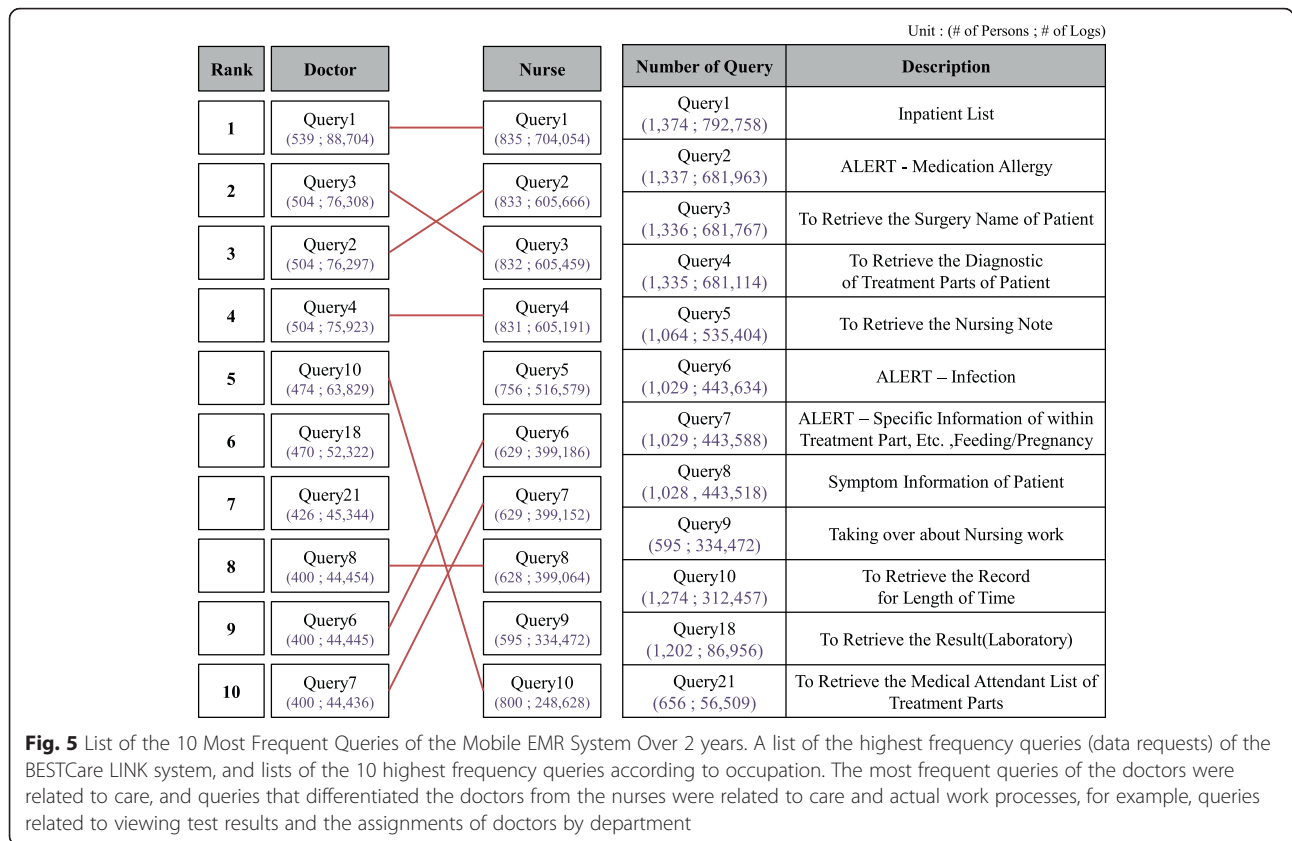 Unit : (# of Persons ; # of Logs)
Rank Doctor Nurse Number of Query Description
1
Query1
(539 ; 88,704)
Query1
(835 ; 704,054)
2
Query3
(504 ; 76,308)
Query2
(833 ; 605,666)
3
Query2
(504 ; 76,297)
Query3
(832 ; 605,459)
4
Query4
(504 ; 75,923)
Query4
(831 ; 605,191)
5
Query10
(474 ; 63,829)
Query5
(756 ; 516,579)
6
Query18
(470 ; 52,322)
Query6
(629 ; 399,186)
7
Query21
(426 ; 45,344)
Query7
(629 ; 399,152)
8
Query8
(400 ; 44,454)
Query8
(628 ; 399,064)
9
Query6
(400 ; 44,445)
Query9
(595 ; 334,472)
10
Query7
(400 ; 44,436)
Query10
(800 ; 248,628)
Query1
(1,374 ; 792,758)
Inpatient List
Query2
(1,337 ; 681,963)
ALERT - Medication Allergy
Query3
(1,336 ; 681,767)
To Retrieve the Surgery Name of Patient
Query4
(1,335 ; 681,114)
To Retrieve the Diagnostic
of Treatment Parts of Patient
Query5
(1,064 ; 535,404)
To Retrieve the Nursing Note
Query6
(1,029 ; 443,634)
ALERT – Infection
Query7
(1,029 ; 443,588)
ALERT – Specific Information of within
Treatment Part, Etc. ,Feeding/Pregnancy
Query8
(1,028 , 443,518)
Symptom Information of Patient
Query9
(595 ; 334,472)
Taking over about Nursing work
Query10
(1,274 ; 312,457)
To Retrieve the Record
for Length of Time
Query18
(1,202 ; 86,956)
To Retrieve the Result(Laboratory)
Query21
(656 ; 56,509)
To Retrieve the Medical Attendant List of
Treatment Parts
Fig. 5 List of the 10 Most Frequent Queries of the Mobile EMR System Over 2 years. A list of the highest frequency queries (data requests) of the
BESTCare LINK system, and lists of the 10 highest frequency queries according to occupation. The most frequent queries of the doctors were
related to care, and queries that differentiated the doctors from the nurses were related to care and actual work processes, for example, queries
related to viewing test results and the assignments of doctors by department